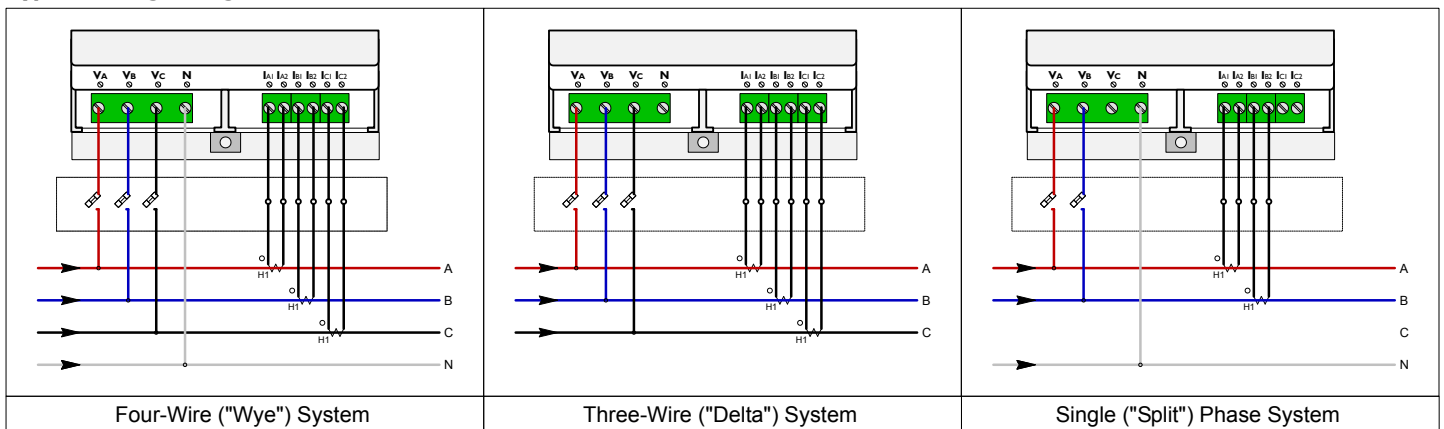 VA VB VC N IA1 IA2 IB1 IB2 IC1 IC2
H1
A
H1
B
H1
C
N
Four-Wire ("Wye") System
VA VB VC N IA1 IA2 IB1 IB2 IC1 IC2
H1
A
H1
B
H1
C
Three-Wire ("Delta") System
VA VB VC N IA1 IA2 IB1 IB2 IC1 IC2
H1
A
H1
B
C
N
Single ("Split") Phase System